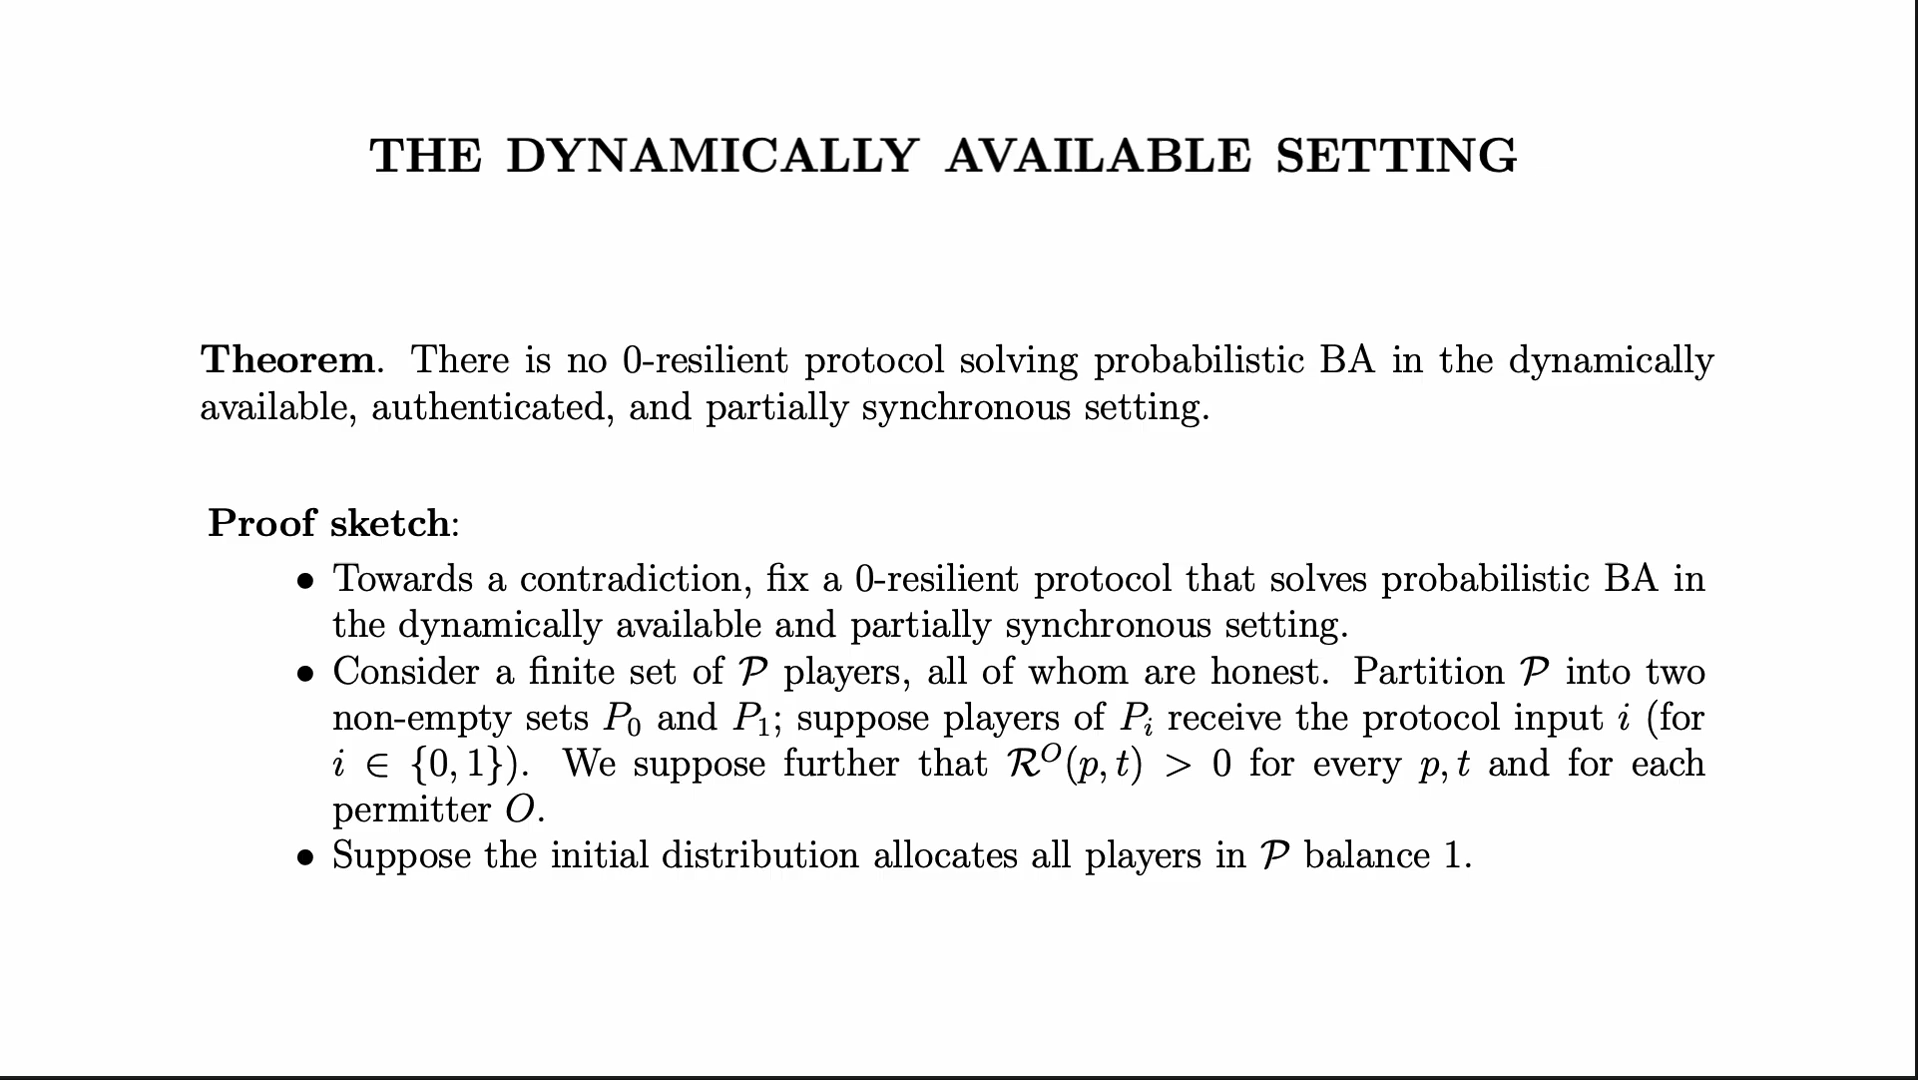 THE DYNAMICALLY AVAILABLE SETTING
Theorem. There is no 0-resilient protocol solving probabilistic BA in the dynamically
available, authenticated, and partially synchronous setting.
Proof sketch:
• Towards a contradiction, fix a 0-resilient protocol that solves probabilistic BA in
the dynamically available and partially synchronous setting.
• Consider a finite set of 𝒫 players, all of whom are honest. Partition 𝒫 into two
non-empty sets P₀ and P₁; suppose players of Pᵢ receive the protocol input i (for
i ∈ {0, 1}). We suppose further that ℛᴼ(p, t) > 0 for every p, t and for each
permitter O.
• Suppose the initial distribution allocates all players in 𝒫 balance 1.